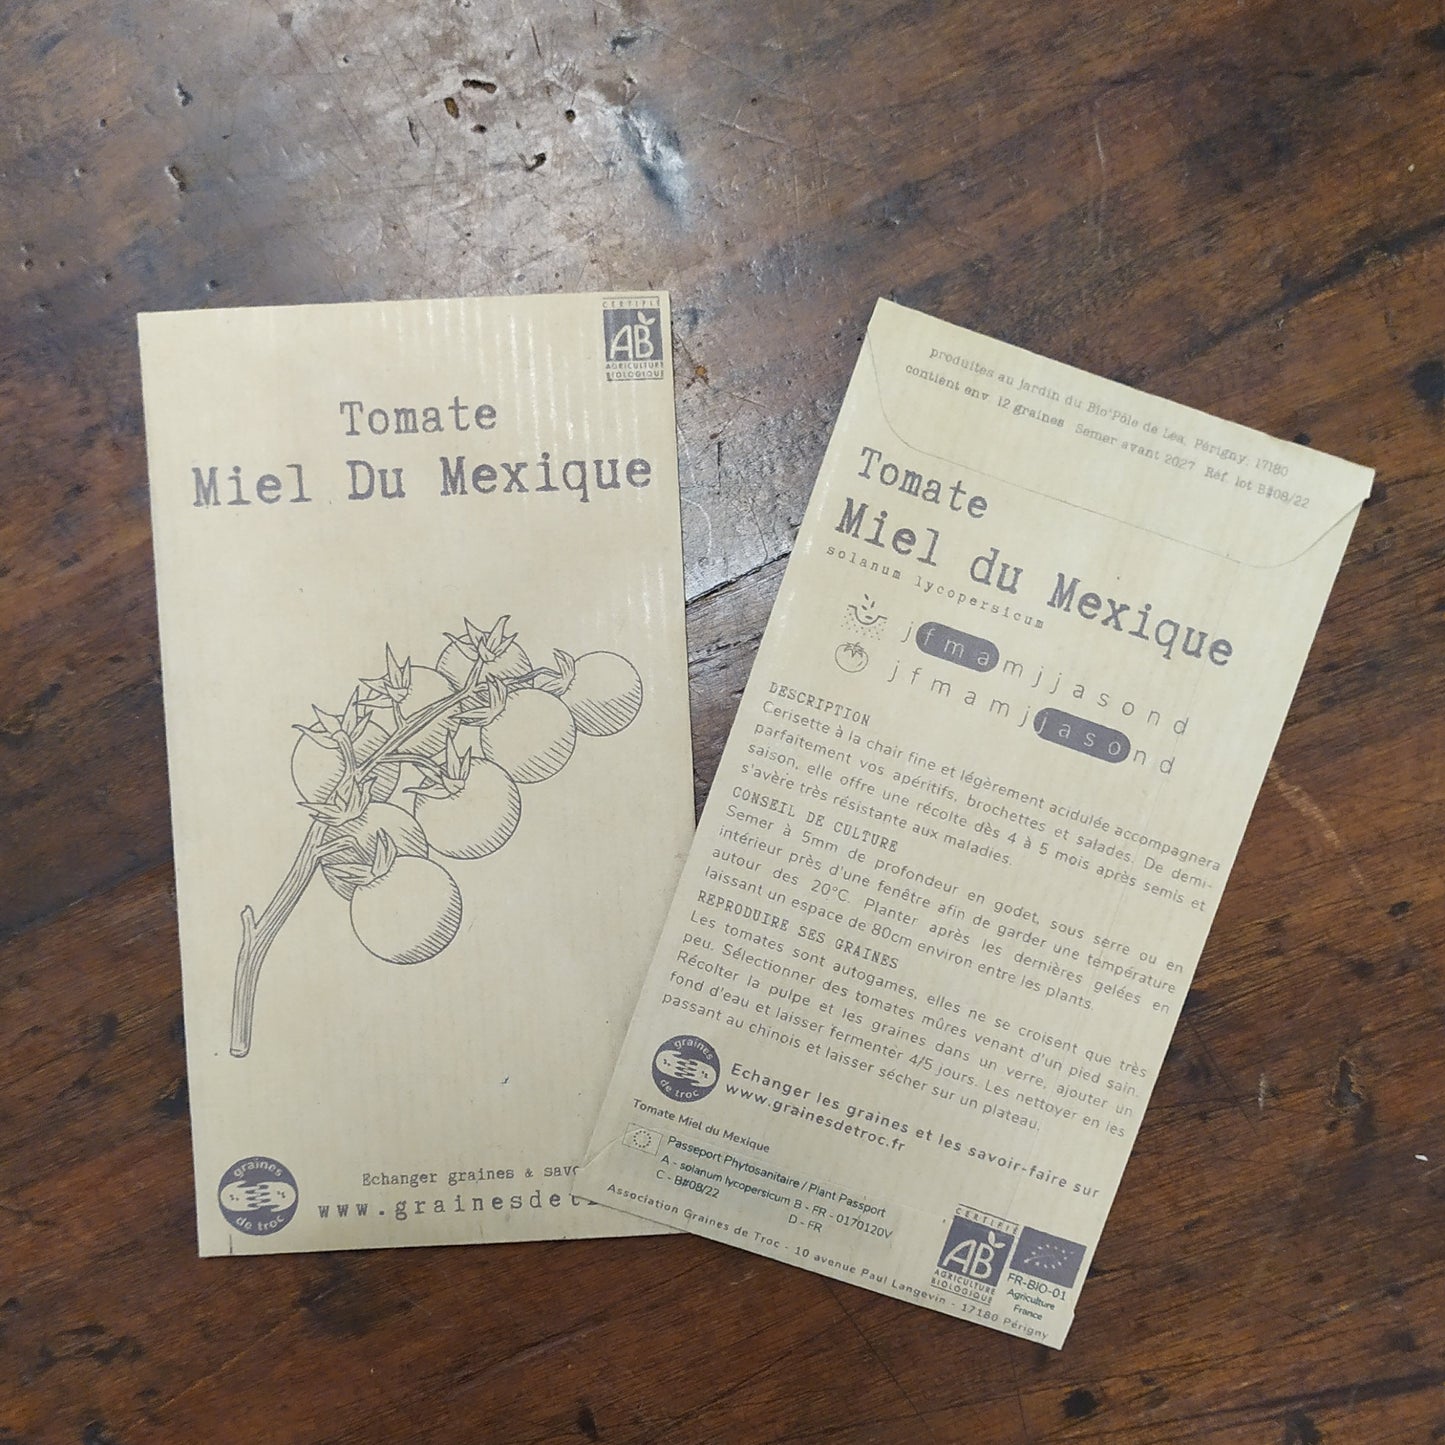 CERTIFIÉ
AB
AGRICULTURE
BIOLOGIQUE
Tomate
Miel Du Mexique
graines
de troc
Echanger graines & savo
www.grainesdet
produites au jardin du Bio'Pôle de Léa, Périgny, 17180
contient env 12 graines Semer avant 2027 Réf. lot B#08/22
Tomate
Miel du Mexique
solanum lycopersicum
j f m a m j j a s o n d
j f m a m j j a s o n d
DESCRIPTION
Cerisette à la chair fine et légèrement acidulée accompagnera
parfaitement vos apéritifs, brochettes et salades. De demi-
saison, elle offre une récolte dès 4 à 5 mois après semis et
s'avère très résistante aux maladies.
CONSEIL DE CULTURE
Semer à 5mm de profondeur en godet, sous serre ou en
intérieur près d'une fenêtre afin de garder une température
autour des 20°C. Planter après les dernières gelées en
laissant un espace de 80cm environ entre les plants.
REPRODUIRE SES GRAINES
Les tomates sont autogames, elles ne se croisent que très
peu. Sélectionner des tomates mûres venant d'un pied sain.
Récolter la pulpe et les graines dans un verre, ajouter un
fond d'eau et laisser fermenter 4/5 jours. Les nettoyer en les
passant au chinois et laisser sécher sur un plateau.
graines
de troc
Echanger les graines et les savoir-faire sur
www.grainesdetroc.fr
Tomate Miel du Mexique
Passeport Phytosanitaire / Plant Passport
A - solanum lycopersicum B - FR - 0170120V
C - B#08/22 D - FR
Association Graines de Troc - 10 avenue Paul Langevin - 17180 Périgny
CERTIFIÉ
AB
AGRICULTURE
BIOLOGIQUE
FR-BIO-01
Agriculture
France